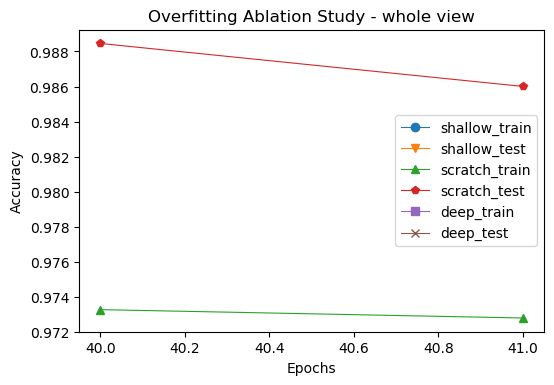 Overfitting Ablation Study - whole view
Accuracy
0.988
0.986
0.984
0.982
0.980
0.978
0.976
0.974
0.972
shallow_train
shallow_test
scratch_train
scratch_test
deep_train
deep_test
40.0 40.2 40.4 40.6 40.8 41.0
Epochs